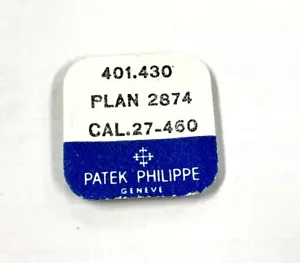 401.430
PLAN 2874
CAL.27-460
PATEK PHILIPPE
GENEVE